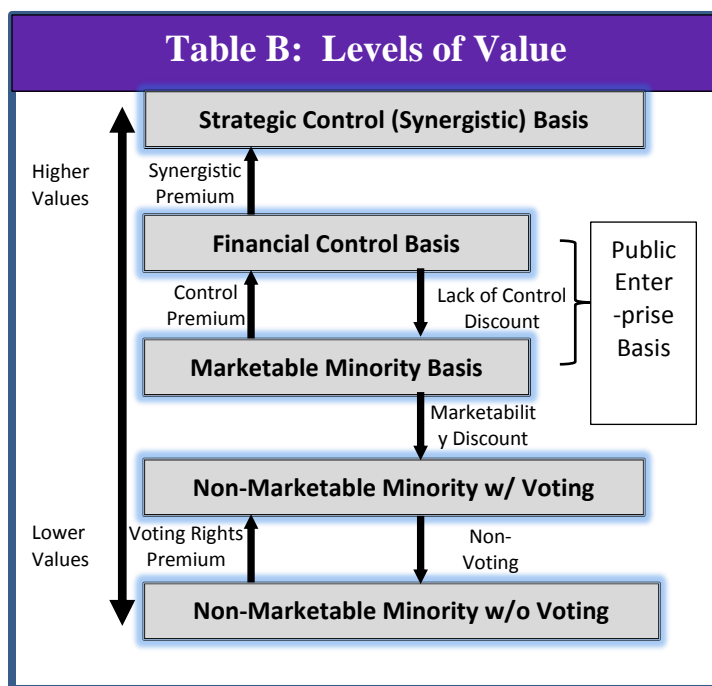 Table B: Levels of Value
Strategic Control (Synergistic) Basis
Higher
Values
Synergistic
Premium
Financial Control Basis
Control
Premium
Lack of Control
Discount
Public
Enter
-prise
Basis
Marketable Minority Basis
Marketabilit
y Discount
Non-Marketable Minority w/ Voting
Lower
Values
Voting Rights
Premium
Non-
Voting
Non-Marketable Minority w/o Voting